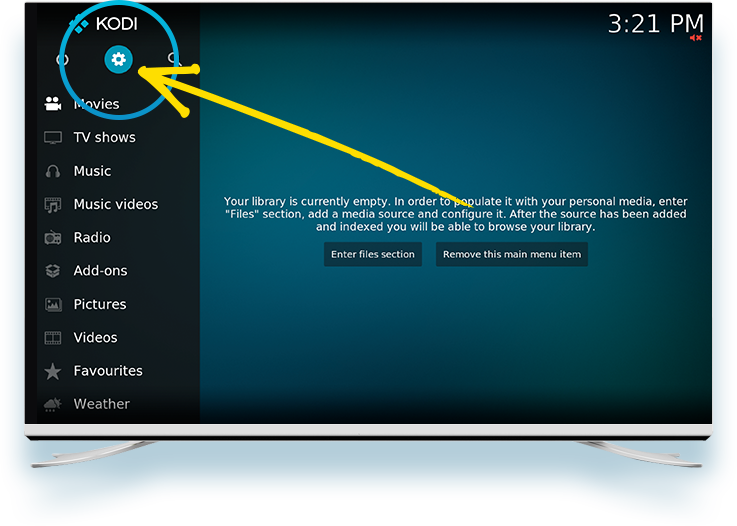 KODI
3:21 PM
Movies
TV shows
Music
Music videos
Radio
Add-ons
Pictures
Videos
Favourites
Weather
Your library is currently empty. In order to populate it with your personal media, enter
"Files" section, add a media source and configure it. After the source has been added
and indexed you will be able to browse your library.
Enter files section
Remove this main menu item